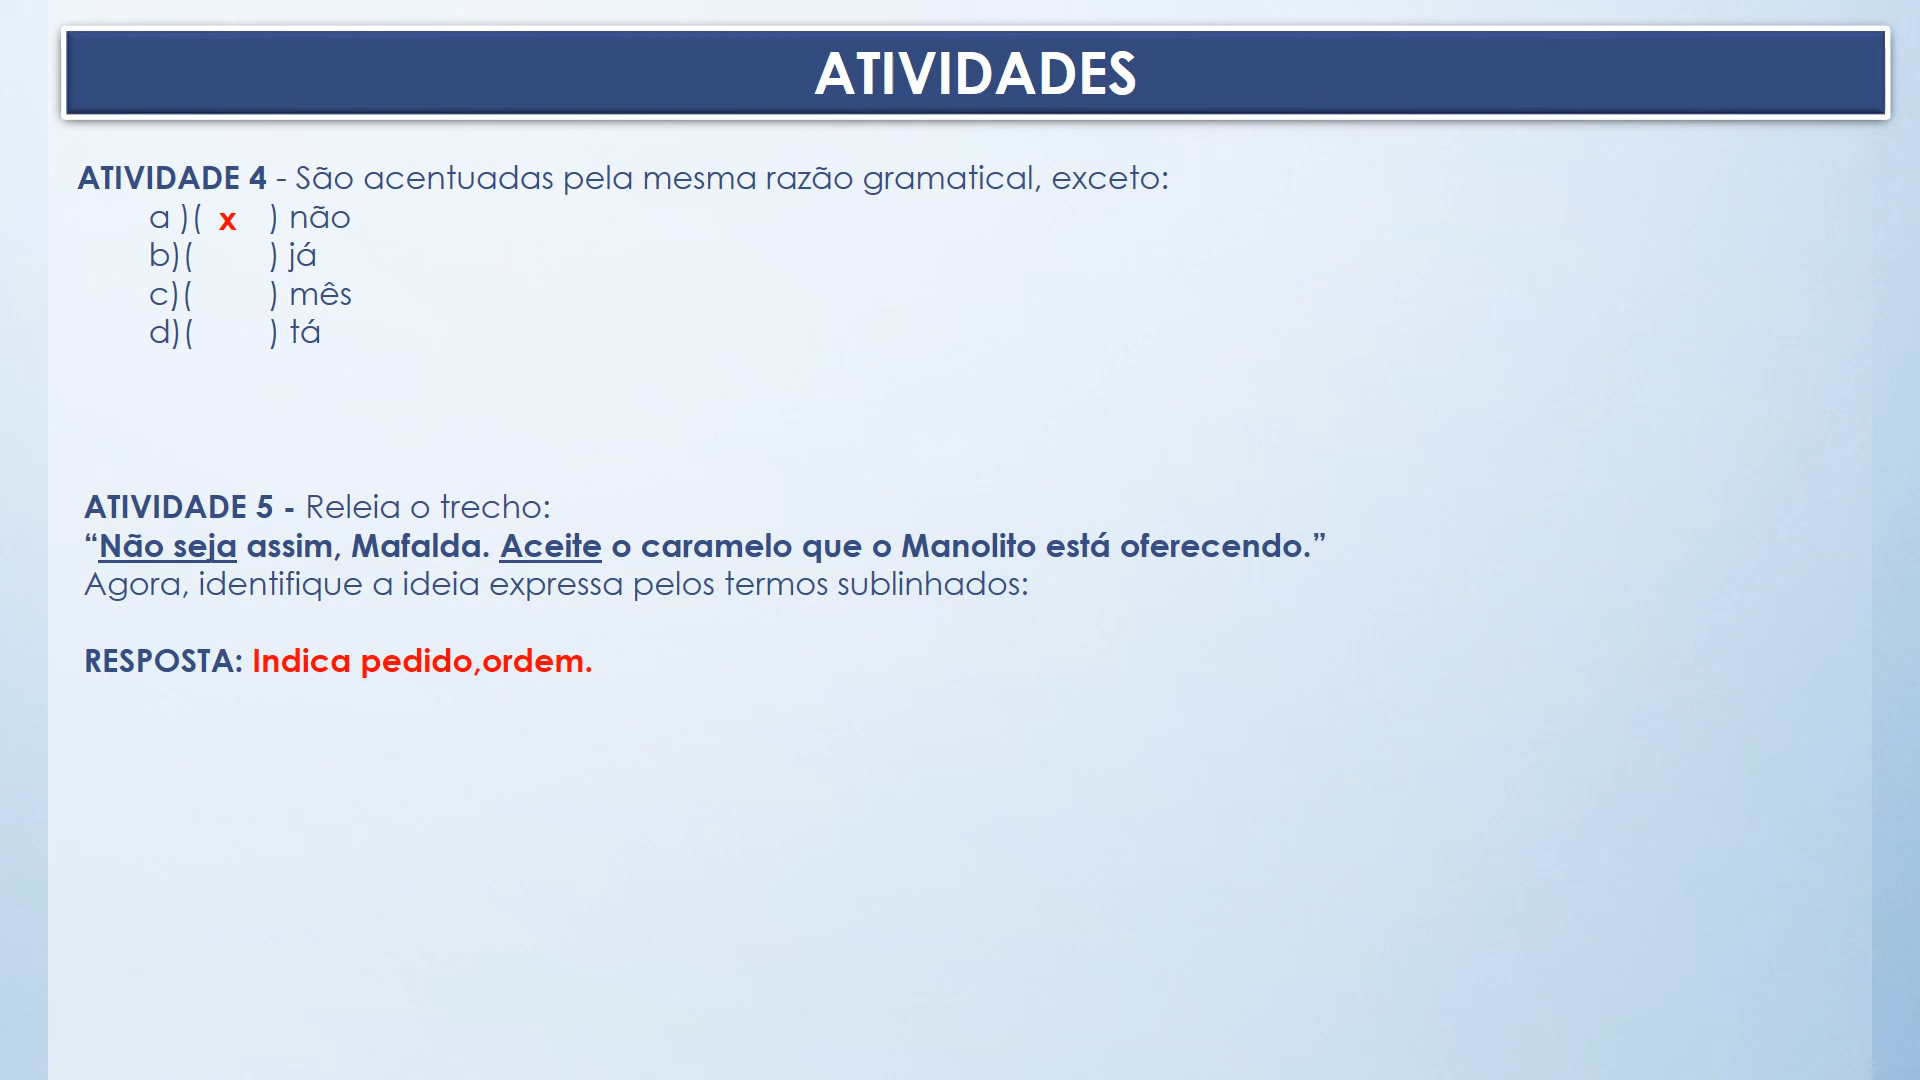 ATIVIDADES
ATIVIDADE 4 - São acentuadas pela mesma razão gramatical, exceto:
a )( x ) não
b)( ) já
c)( ) mês
d)( ) tá
ATIVIDADE 5 - Releia o trecho:
“Não seja assim, Mafalda. Aceite o caramelo que o Manolito está oferecendo.”
Agora, identifique a ideia expressa pelos termos sublinhados:
RESPOSTA: Indica pedido,ordem.